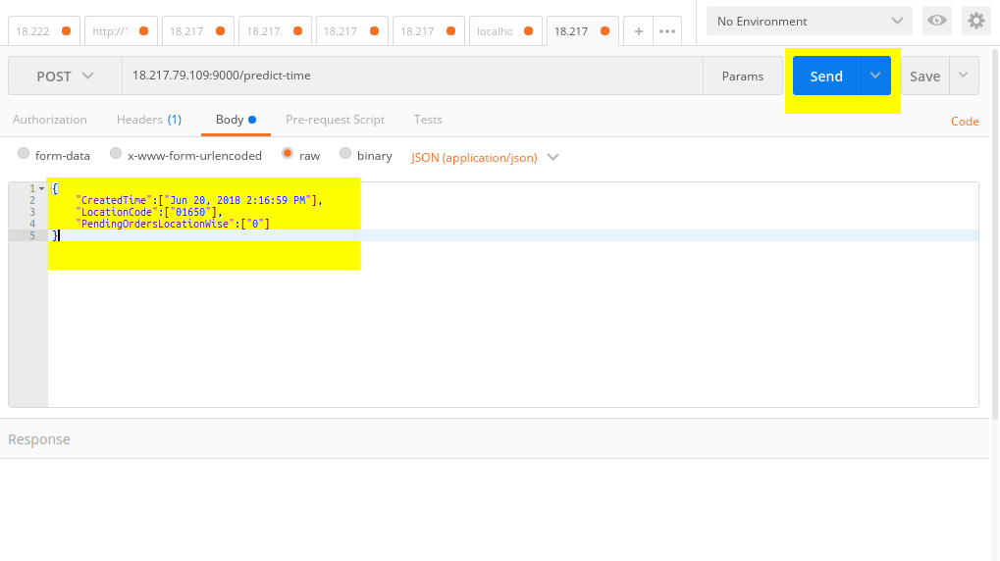 18.222 http://1 18.217 18.217. 18.217 18.217 localho 18.217 + ••• No Environment
POST 18.217.79.109:9000/predict-time Params Send Save
Authorization Headers (1) Body Pre-request Script Tests Code
form-data x-www-form-urlencoded raw binary JSON (application/json)
1 {
2 "CreatedTime":["Jun 20, 2018 2:16:59 PM"],
3 "LocationCode":["01650"],
4 "PendingOrdersLocationWise":["0"]
5 }
Response